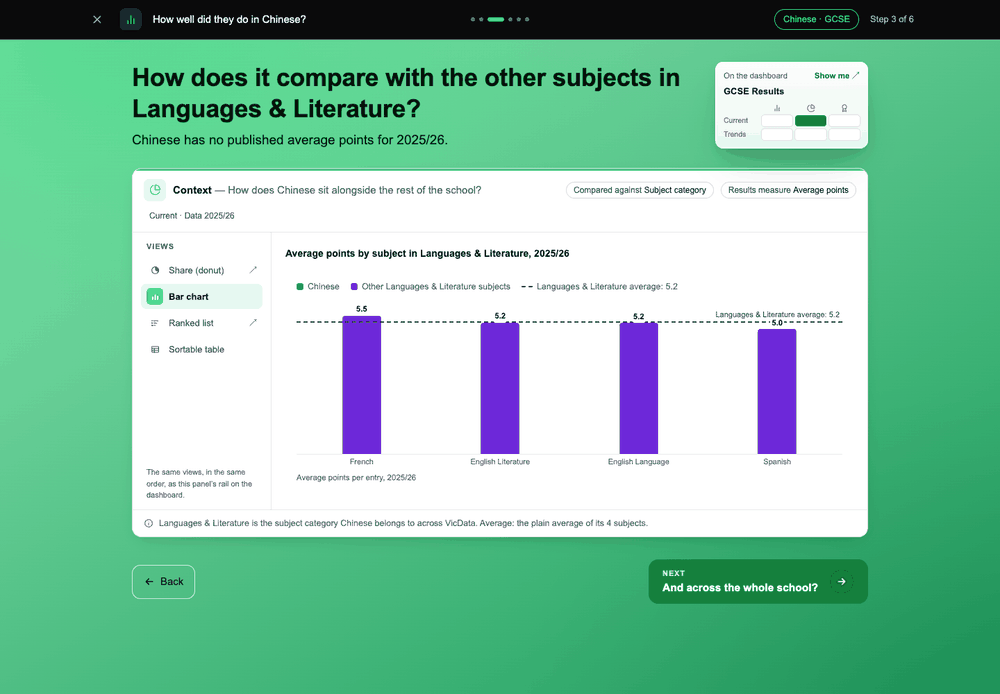 How well did they do in Chinese?
Chinese · GCSE
Step 3 of 6
How does it compare with the other subjects in
Languages & Literature?
Chinese has no published average points for 2025/26.
On the dashboard
Show me
GCSE Results
Current
Trends
Context — How does Chinese sit alongside the rest of the school?
Compared against Subject category
Results measure Average points
Current · Data 2025/26
VIEWS
Share (donut)
Bar chart
Ranked list
Sortable table
The same views, in the same
order, as this panel's rail on the
dashboard.
Average points by subject in Languages & Literature, 2025/26
Chinese
Other Languages & Literature subjects
Languages & Literature average: 5.2
Languages & Literature average: 5.2
5.5
5.2
5.2
5.0
French
English Literature
English Language
Spanish
Average points per entry, 2025/26
Languages & Literature is the subject category Chinese belongs to across VicData. Average: the plain average of its 4 subjects.
Back
NEXT
And across the whole school?